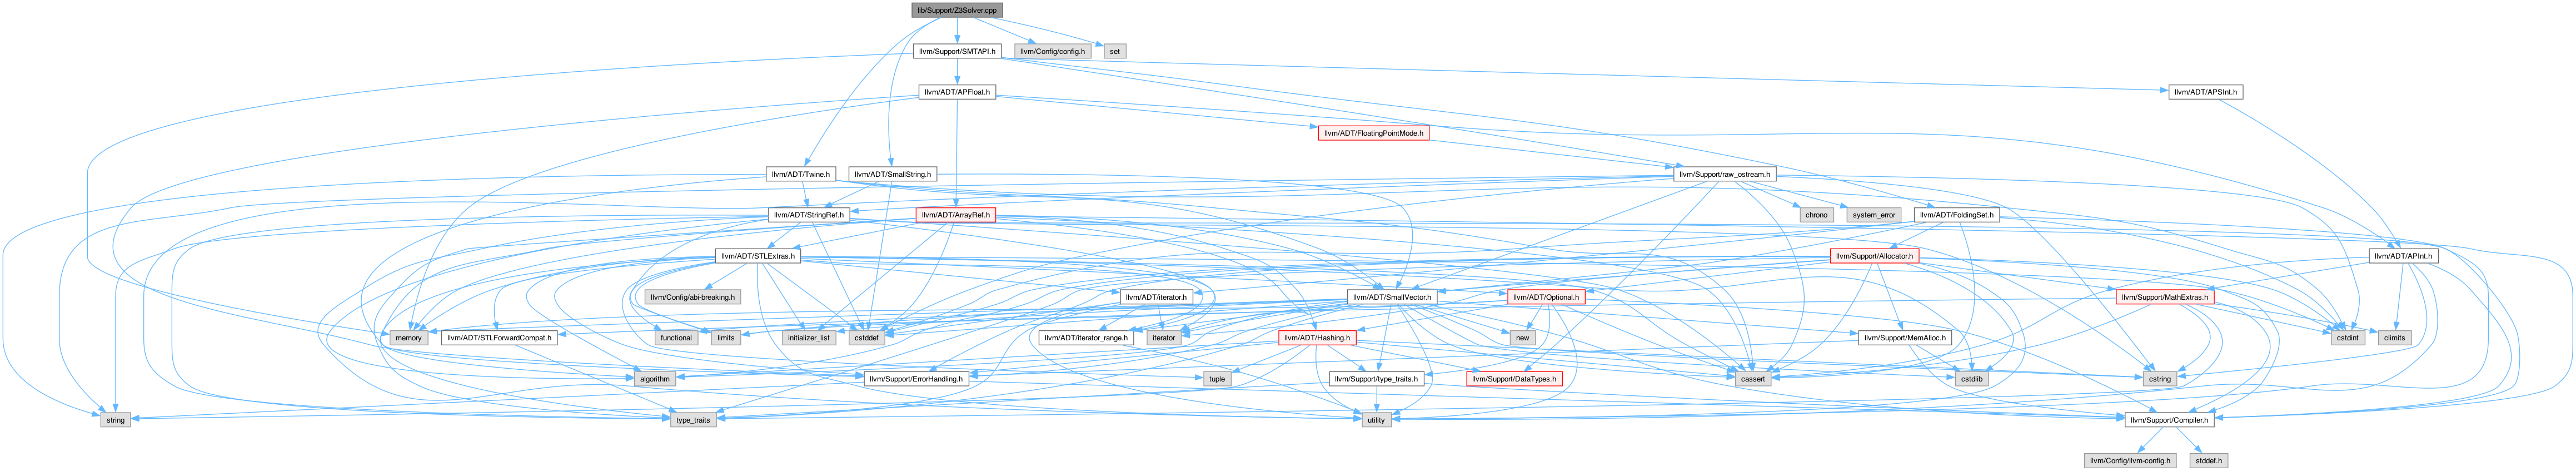 lib/Support/Z3Solver.cpp
llvm/Support/SMTAPI.h
llvm/Config/config.h
set
llvm/ADT/APFloat.h
llvm/ADT/APSInt.h
llvm/ADT/FloatingPointMode.h
llvm/ADT/Twine.h
llvm/ADT/SmallString.h
llvm/Support/raw_ostream.h
llvm/ADT/StringRef.h
llvm/ADT/ArrayRef.h
chrono
system_error
llvm/ADT/FoldingSet.h
llvm/ADT/STLExtras.h
llvm/Support/Allocator.h
llvm/ADT/APInt.h
llvm/Config/abi-breaking.h
llvm/ADT/iterator.h
llvm/ADT/SmallVector.h
llvm/ADT/Optional.h
llvm/Support/MathExtras.h
memory
llvm/ADT/STLForwardCompat.h
functional
limits
initializer_list
cstddef
llvm/ADT/iterator_range.h
iterator
llvm/ADT/Hashing.h
new
llvm/Support/MemAlloc.h
cstdint
climits
algorithm
llvm/Support/ErrorHandling.h
tuple
llvm/Support/type_traits.h
llvm/Support/DataTypes.h
cassert
cstdlib
cstring
string
type_traits
utility
llvm/Support/Compiler.h
llvm/Config/llvm-config.h
stddef.h